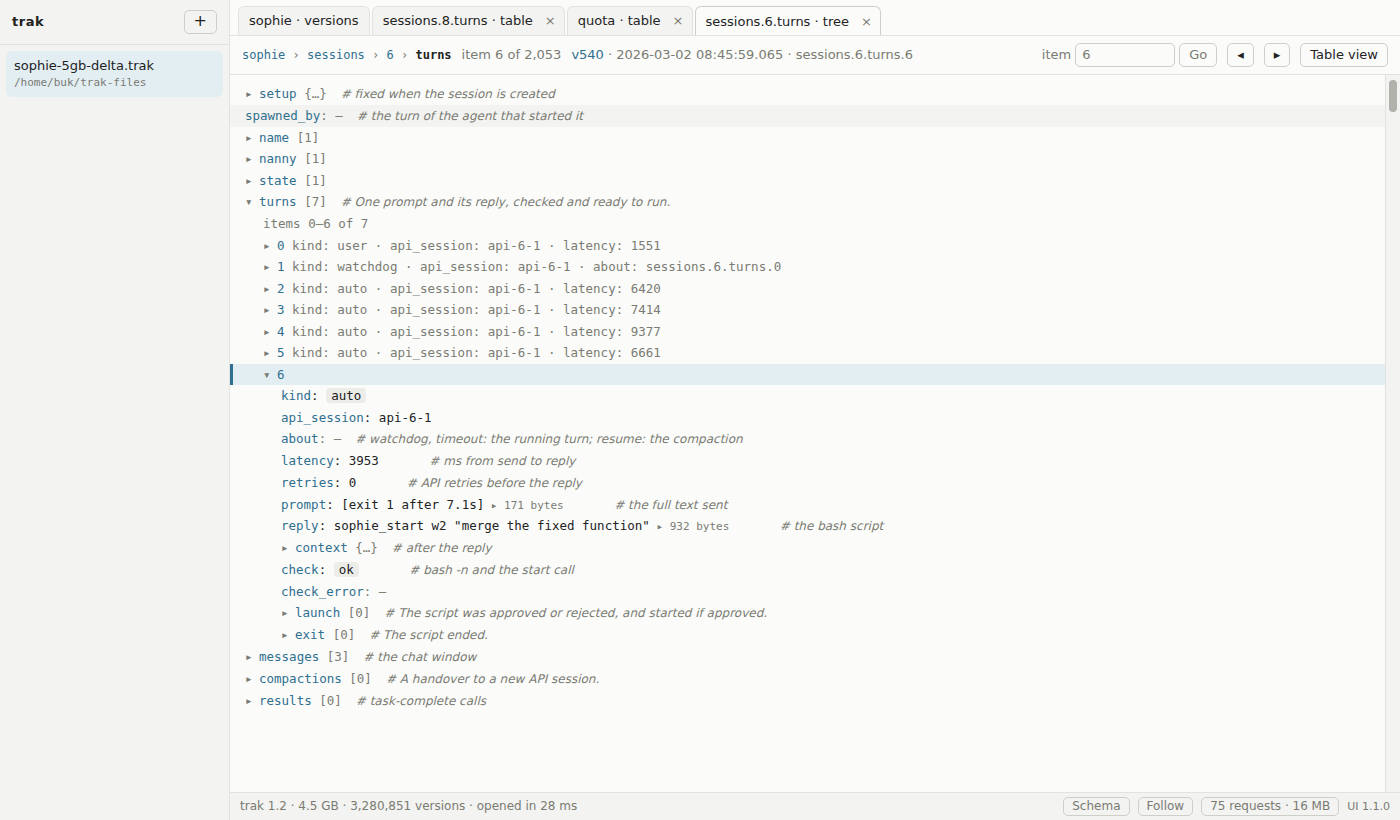 trak
+
sophie-5gb-delta.trak
/home/buk/trak-files
sophie · versions
sessions.8.turns · table ×
quota · table ×
sessions.6.turns · tree ×
sophie › sessions › 6 › turns item 6 of 2,053 v540 · 2026-03-02 08:45:59.065 · sessions.6.turns.6
item 6 Go ◂ ▸ Table view
▸ setup {…} # fixed when the session is created
spawned_by: — # the turn of the agent that started it
▸ name [1]
▸ nanny [1]
▸ state [1]
▾ turns [7] # One prompt and its reply, checked and ready to run.
items 0–6 of 7
▸ 0 kind: user · api_session: api-6-1 · latency: 1551
▸ 1 kind: watchdog · api_session: api-6-1 · about: sessions.6.turns.0
▸ 2 kind: auto · api_session: api-6-1 · latency: 6420
▸ 3 kind: auto · api_session: api-6-1 · latency: 7414
▸ 4 kind: auto · api_session: api-6-1 · latency: 9377
▸ 5 kind: auto · api_session: api-6-1 · latency: 6661
▾ 6
kind: auto
api_session: api-6-1
about: — # watchdog, timeout: the running turn; resume: the compaction
latency: 3953 # ms from send to reply
retries: 0 # API retries before the reply
prompt: [exit 1 after 7.1s] ▸ 171 bytes # the full text sent
reply: sophie_start w2 "merge the fixed function" ▸ 932 bytes # the bash script
▸ context {…} # after the reply
check: ok # bash -n and the start call
check_error: —
▸ launch [0] # The script was approved or rejected, and started if approved.
▸ exit [0] # The script ended.
▸ messages [3] # the chat window
▸ compactions [0] # A handover to a new API session.
▸ results [0] # task-complete calls
trak 1.2 · 4.5 GB · 3,280,851 versions · opened in 28 ms
Schema Follow 75 requests · 16 MB UI 1.1.0